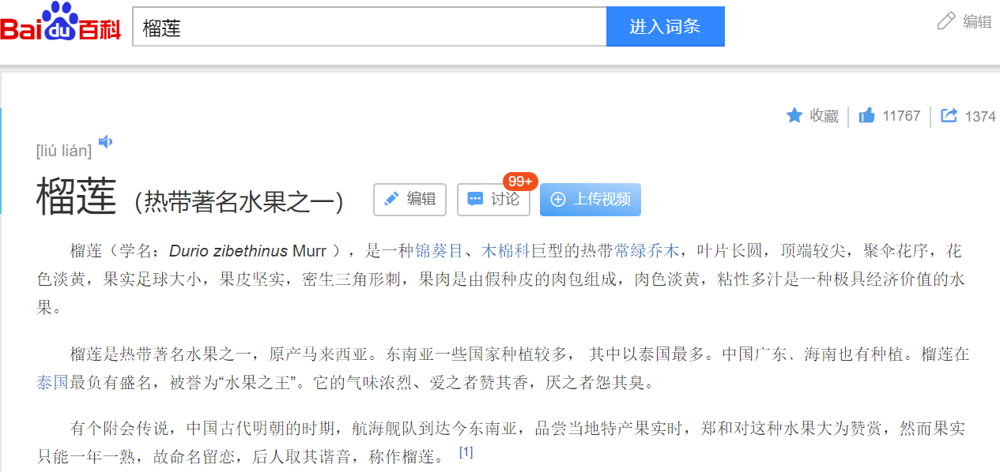 Bai du 百科 榴莲 进入词条 编辑
收藏 11767 1374
[liú lián]
榴莲（热带著名水果之一） 编辑 讨论 99+ 上传视频
榴莲（学名：Durio zibethinus Murr ），是一种锦葵目、木棉科巨型的热带常绿乔木，叶片长圆，顶端较尖，聚伞花序，花
色淡黄，果实足球大小，果皮坚实，密生三角形刺，果肉是由假种皮的肉包组成，肉色淡黄，粘性多汁是一种极具经济价值的水
果。
榴莲是热带著名水果之一，原产马来西亚。东南亚一些国家种植较多， 其中以泰国最多。中国广东、海南也有种植。榴莲在
泰国最负有盛名，被誉为“水果之王”。它的气味浓烈、爱之者赞其香，厌之者怨其臭。
有个附会传说，中国古代明朝的时期，航海舰队到达今东南亚，品尝当地特产果实时，郑和对这种水果大为赞赏，然而果实
只能一年一熟，故命名留恋，后人取其谐音，称作榴莲。 [1]